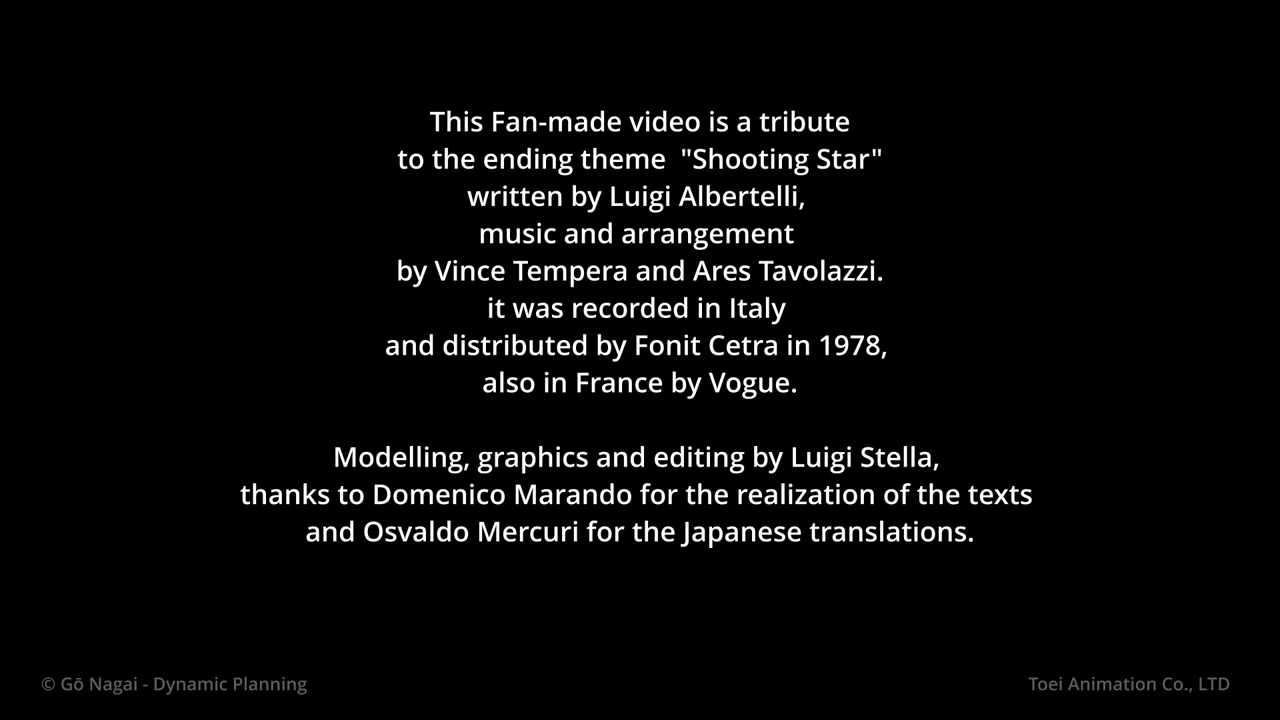 This Fan-made video is a tribute
to the ending theme  "Shooting Star"
written by Luigi Albertelli,
music and arrangement
by Vince Tempera and Ares Tavolazzi.
it was recorded in Italy
and distributed by Fonit Cetra in 1978,
also in France by Vogue.
Modelling, graphics and editing by Luigi Stella,
thanks to Domenico Marando for the realization of the texts
and Osvaldo Mercuri for the Japanese translations.
© Gō Nagai - Dynamic Planning
Toei Animation Co., LTD